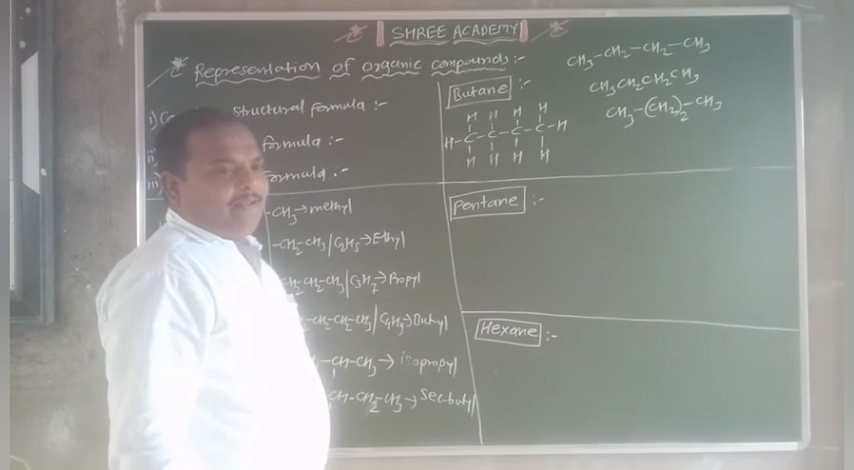 SHREE ACADEMY
Representation of organic compounds:-
i)
structural formula :-
ii)
formula :-
iii)
Formula :-
-CH3→methyl
-CH2-CH3/C2H5→Ethyl
CH2-CH2-CH3/C3H7→Propyl
-CH2-CH2-CH3/C4H9→Butyl
-CH-CH3→isopropyl
CH-CH2-CH3→Sec-butyl
Butane :-
H H H H
H-C-C-C-C-H
H H H H
CH3-CH2-CH2-CH3
CH3CH2CH2CH3
CH3-(CH2)2-CH3
Pentane :-
Hexane :-